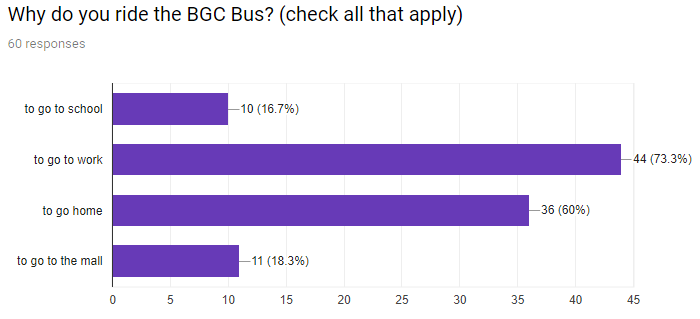 Why do you ride the BGC Bus? (check all that apply)
60 responses
to go to school
10 (16.7%)
to go to work
44 (73.3%)
to go home
36 (60%)
to go to the mall
11 (18.3%)
0 5 10 15 20 25 30 35 40 45